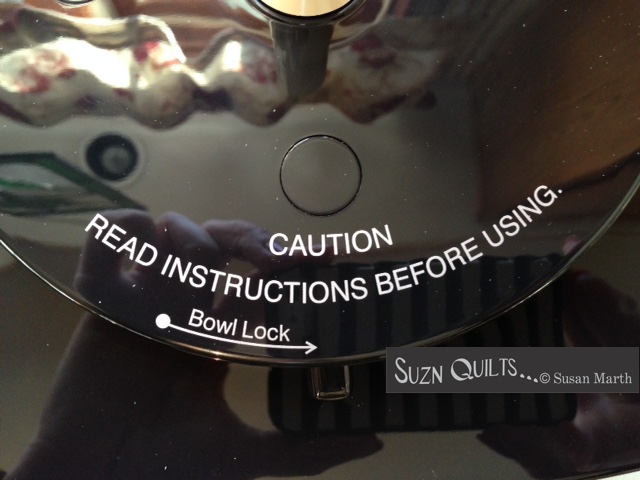 CAUTION
READ INSTRUCTIONS BEFORE USING.
Bowl Lock
SUZN QUILTS... © Susan Marth